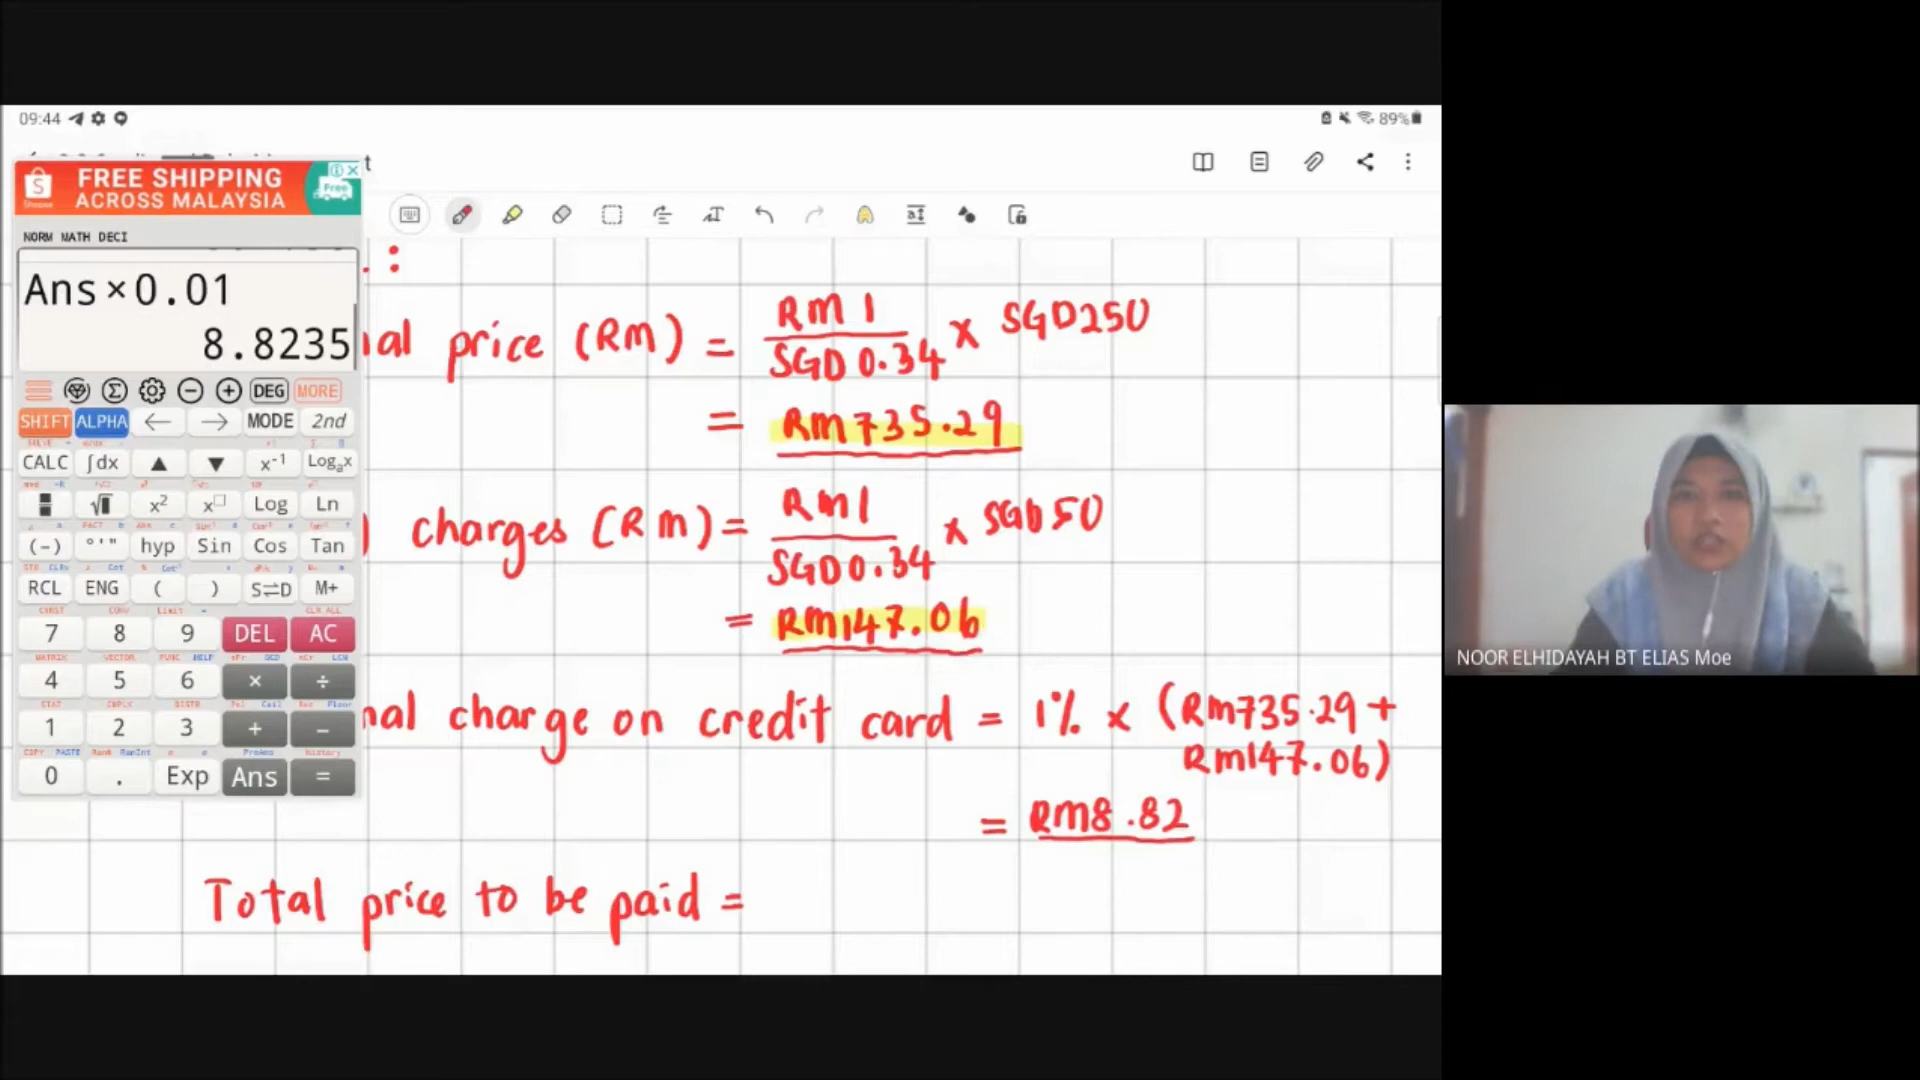 09:44
89%
t
FREE SHIPPING
ACROSS MALAYSIA
Free
Shopee
NORM MATH DECI
Ans×0.01
8.8235
DEG MORE
SHIFT ALPHA ← → MODE 2nd
CALC ∫dx ▲ ▼ x⁻¹ Logₐx
√ x² x□ Log Ln
(-) °'" hyp Sin Cos Tan
RCL ENG ( ) S⇌D M+
7 8 9 DEL AC
4 5 6 × ÷
1 2 3 + −
0 . Exp Ans =
:
al price (RM) = RM 1 / SGD 0.34 × SGD250
= RM735.29
) charges (RM) = RM1 / SGD0.34 × SGD50
= RM147.06
nal charge on credit card = 1% × (RM735.29 +
RM147.06)
= RM8.82
Total price to be paid =
NOOR ELHIDAYAH BT ELIAS Moe